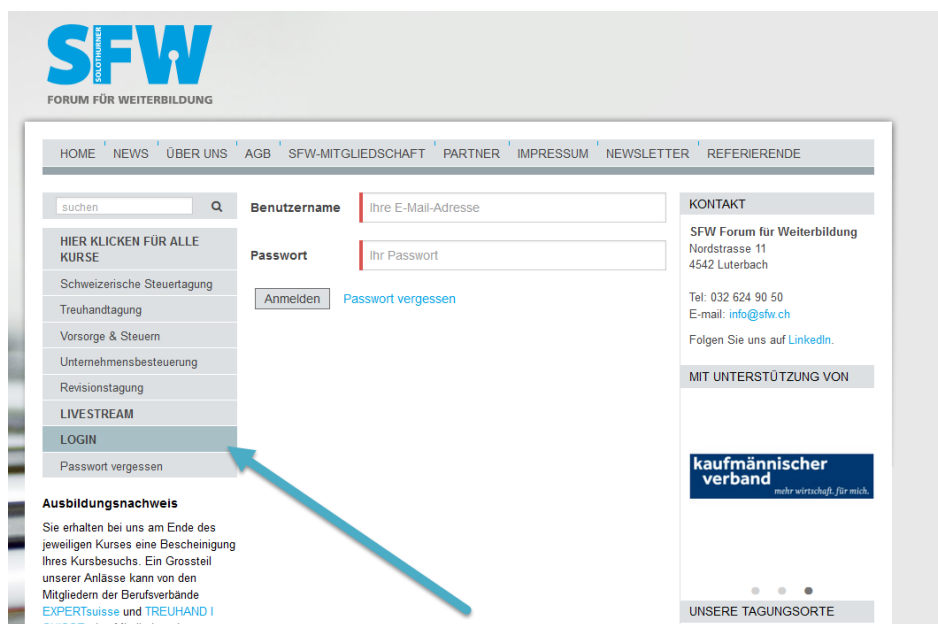 SFW
SOLOTHURNER
FORUM FÜR WEITERBILDUNG
HOME NEWS ÜBER UNS AGB SFW-MITGLIEDSCHAFT PARTNER IMPRESSUM NEWSLETTER REFERIERENDE
suchen
HIER KLICKEN FÜR ALLE
KURSE
Schweizerische Steuertagung
Treuhandtagung
Vorsorge & Steuern
Unternehmensbesteuerung
Revisionstagung
LIVESTREAM
LOGIN
Passwort vergessen
Ausbildungsnachweis
Sie erhalten bei uns am Ende des
jeweiligen Kurses eine Bescheinigung
Ihres Kursbesuchs. Ein Grossteil
unserer Anlässe kann von den
Mitgliedern der Berufsverbände
EXPERTsuisse und TREUHAND I
Benutzername Ihre E-Mail-Adresse
Passwort Ihr Passwort
Anmelden Passwort vergessen
KONTAKT
SFW Forum für Weiterbildung
Nordstrasse 11
4542 Luterbach
Tel: 032 624 90 50
E-mail: info@sfw.ch
Folgen Sie uns auf LinkedIn.
MIT UNTERSTÜTZUNG VON
kaufmännischer
verband
mehr wirtschaft. für mich.
UNSERE TAGUNGSORTE